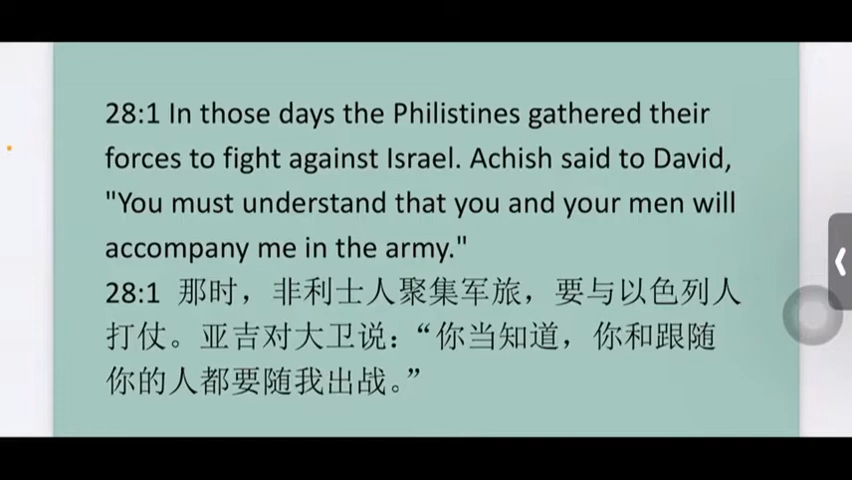 28:1 In those days the Philistines gathered their
forces to fight against Israel. Achish said to David,
"You must understand that you and your men will
accompany me in the army."
28:1 那时，非利士人聚集军旅，要与以色列人
打仗。亚吉对大卫说：“你当知道，你和跟随
你的人都要随我出战。”